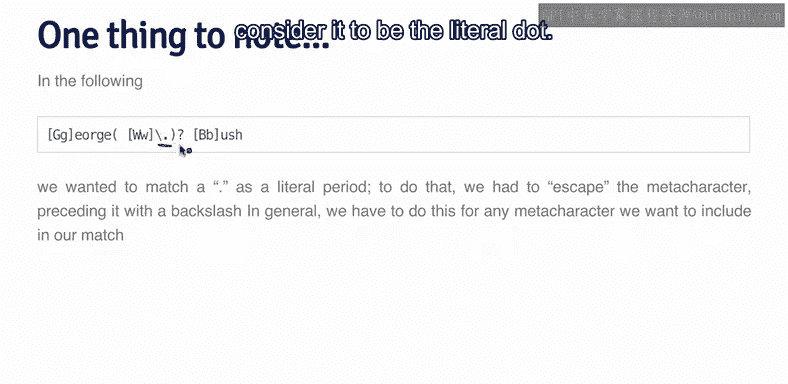 One thing to note...
consider it to be the literal dot.
In the following
[Gg]eorge( [Ww]\.)? [Bb]ush
we wanted to match a “.” as a literal period; to do that, we had to “escape” the metacharacter,
preceding it with a backslash In general, we have to do this for any metacharacter we want to include
in our match